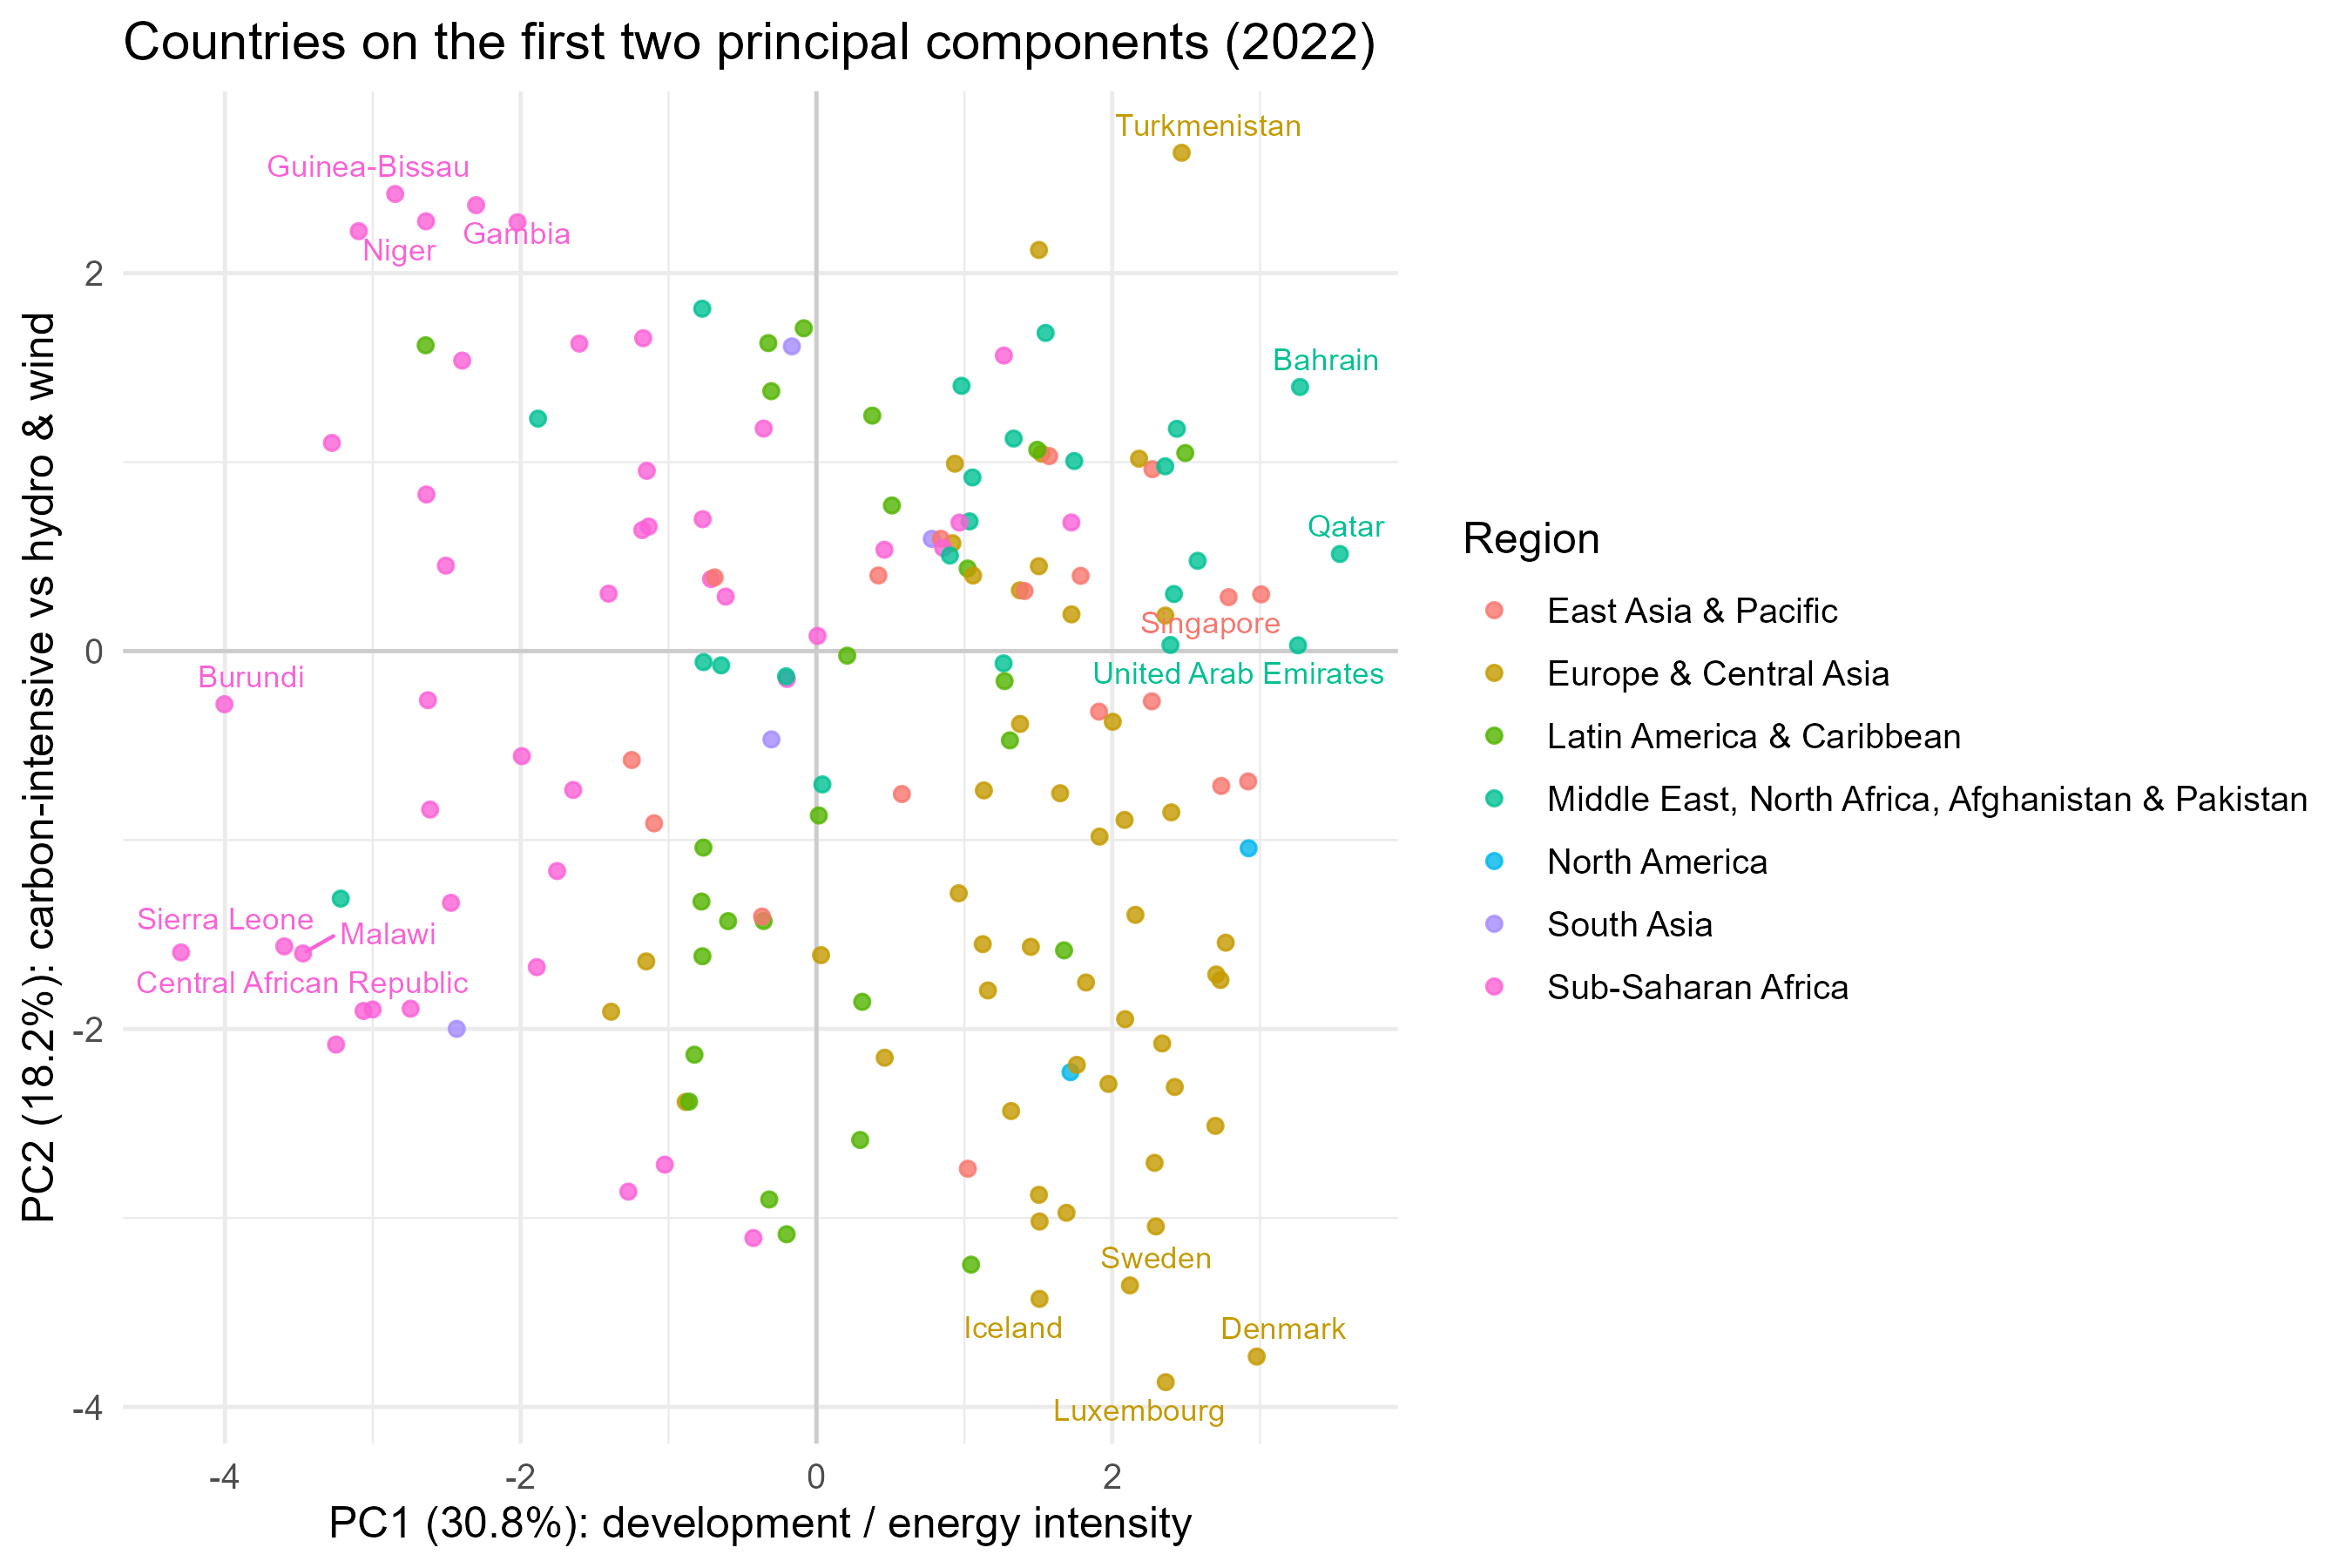 Countries on the first two principal components (2022)
Turkmenistan
Guinea-Bissau
Gambia
Niger
2
Bahrain
Qatar
Singapore
0
United Arab Emirates
Burundi
Sierra Leone
Malawi
Central African Republic
-2
Sweden
Iceland
Denmark
Luxembourg
-4
-4
-2
0
2
PC1 (30.8%): development / energy intensity
PC2 (18.2%): carbon-intensive vs hydro & wind
Region
East Asia & Pacific
Europe & Central Asia
Latin America & Caribbean
Middle East, North Africa, Afghanistan & Pakistan
North America
South Asia
Sub-Saharan Africa